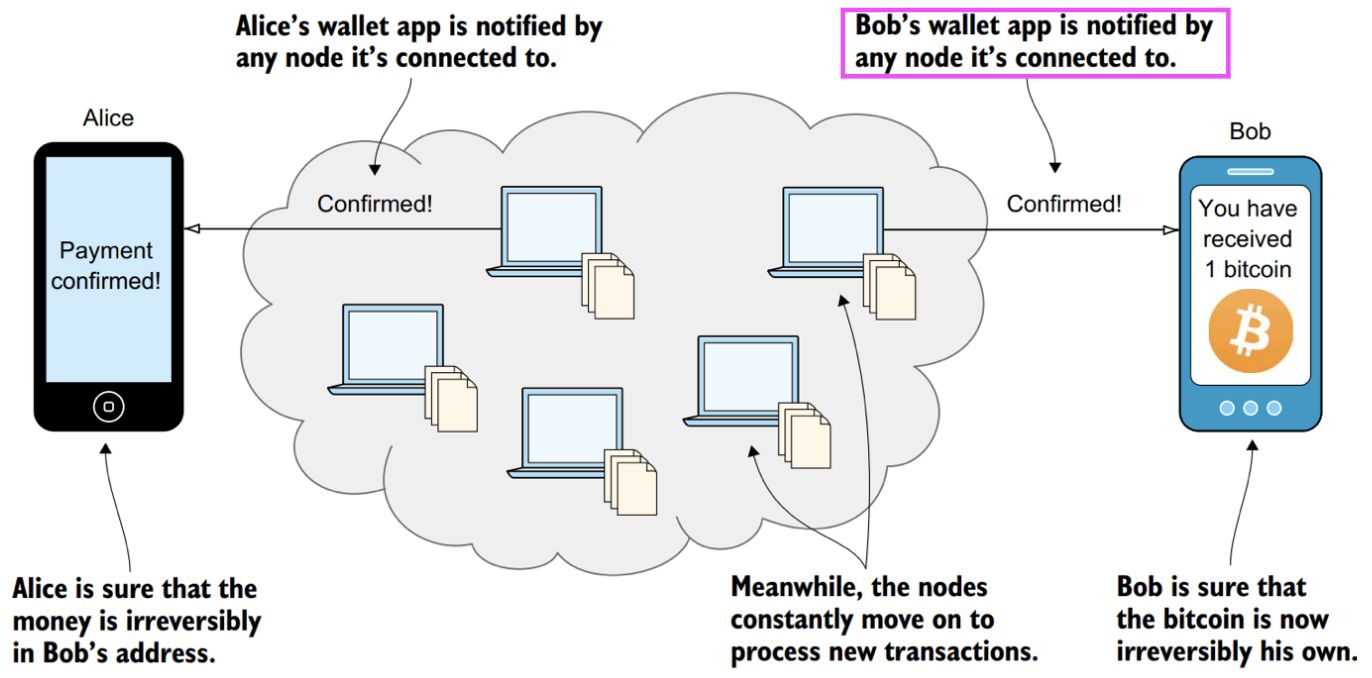 Alice's wallet app is notified by
any node it's connected to.
Bob's wallet app is notified by
any node it's connected to.
Alice
Bob
Confirmed!
Confirmed!
Payment
confirmed!
You have
received
1 bitcoin
Alice is sure that the
money is irreversibly
in Bob's address.
Meanwhile, the nodes
constantly move on to
process new transactions.
Bob is sure that
the bitcoin is now
irreversibly his own.